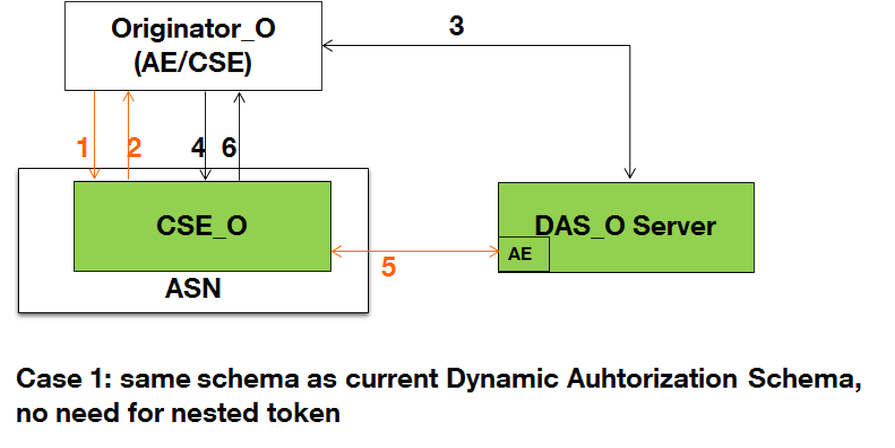 Originator_O
(AE/CSE)
3
1
2
4
6
CSE_O
DAS_O Server
AE
5
ASN
Case 1: same schema as current Dynamic Auhtorization Schema,
no need for nested token